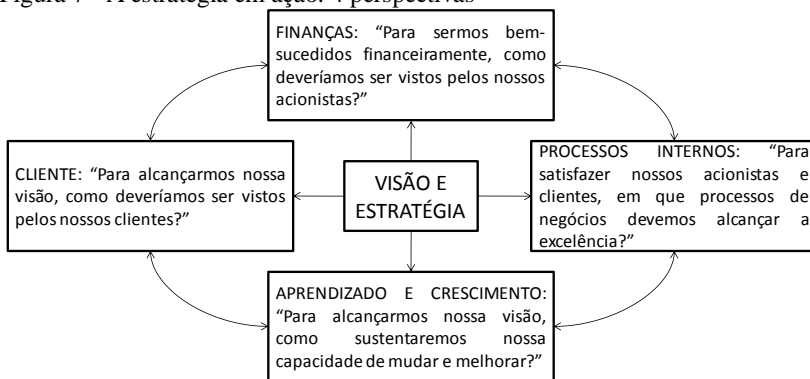 Figura 7 - A estratégia em ação: 4 perspectivas
FINANÇAS: “Para sermos bem-
sucedidos financeiramente, como
deveríamos ser vistos pelos nossos
acionistas?”
CLIENTE: “Para alcançarmos nossa
visão, como deveríamos ser vistos
pelos nossos clientes?”
VISÃO E
ESTRATÉGIA
PROCESSOS INTERNOS: “Para
satisfazer nossos acionistas e
clientes, em que processos de
negócios devemos alcançar a
excelência?”
APRENDIZADO E CRESCIMENTO:
“Para alcançarmos nossa visão,
como sustentaremos nossa
capacidade de mudar e melhorar?”